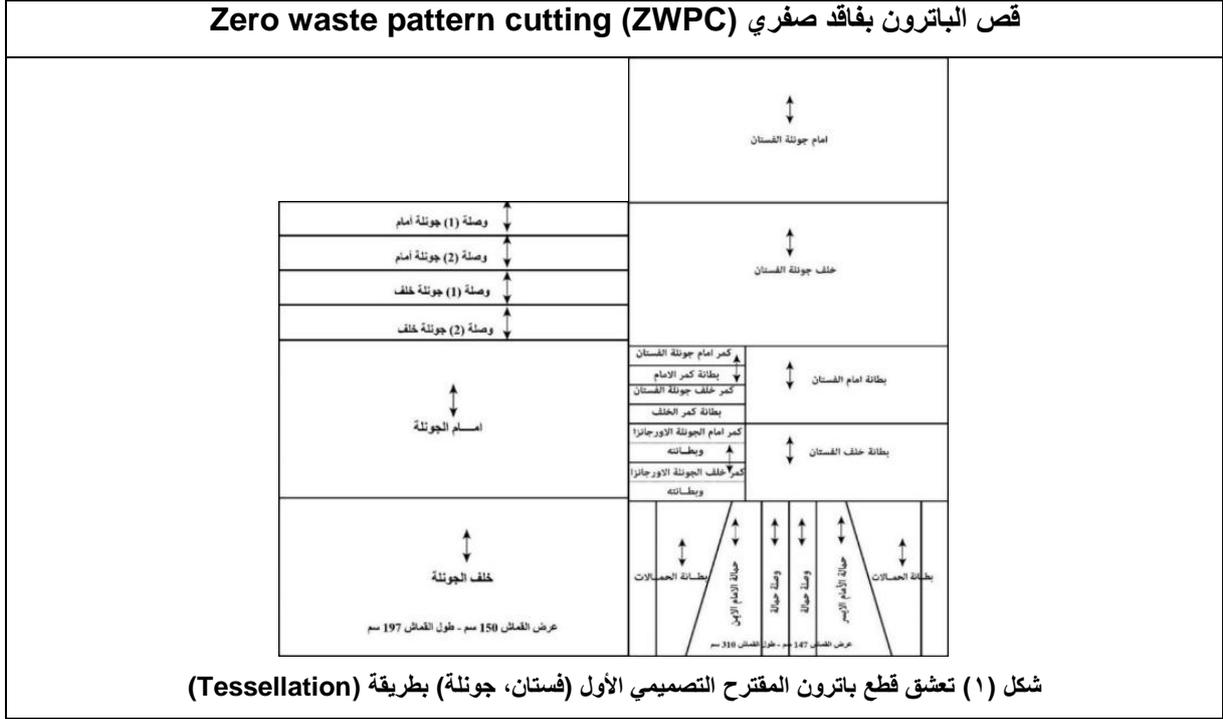 قص الباترون بفاقد صفري Zero waste pattern cutting (ZWPC)
امام جونلة الفستان
خلف جونلة الفستان
كمر امام جونلة الفستان
بطانة كمر الامام
كمر خلف جونلة الفستان
بطانة كمر الخلف
كمر امام الجونلة الاورجانزا
وبطـانته
كمر خلف الجونلة الاورجانزا
وبطـانته
بطانة امام الفستان
بطانة خلف الفستان
بطـانة الحمـالات
حمالة الأمام الايسر
وصلة حمالة
وصلة حمالة
حمالة الامام الايمن
بطـانة الحمـالات
عرض القماش 147 سم - طول القماش 310 سم
وصلة (1) جونلة أمام
وصلة (2) جونلة أمام
وصلة (1) جونلة خلف
وصلة (2) جونلة خلف
امـــام الجونلة
خلف الجونلة
عرض القماش 150 سم - طول القماش 197 سم
شكل (١) تعشق قطع باترون المقترح التصميمي الأول (فستان، جونلة) بطريقة (Tessellation)